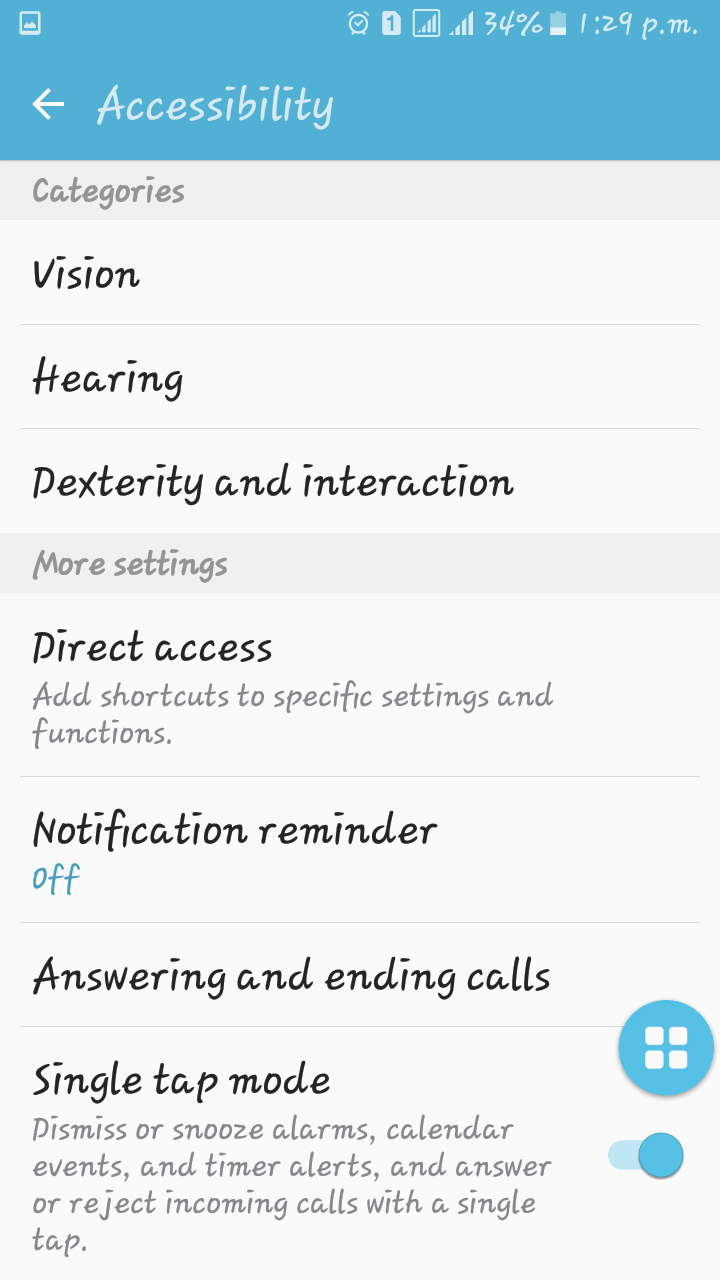 1 34% 1:29 p.m.
Accessibility
Categories
Vision
Hearing
Dexterity and interaction
More settings
Direct access
Add shortcuts to specific settings and
functions.
Notification reminder
Off
Answering and ending calls
Single tap mode
Dismiss or snooze alarms, calendar
events, and timer alerts, and answer
or reject incoming calls with a single
tap.